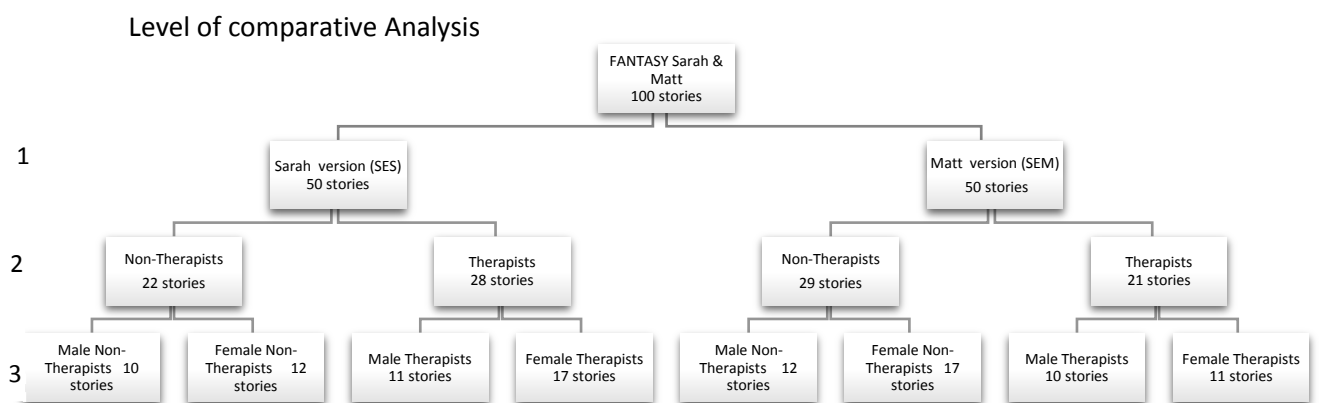 Level of comparative Analysis
FANTASY Sarah &
Matt
100 stories
1
Sarah version (SES)
50 stories
Matt version (SEM)
50 stories
2
Non-Therapists
22 stories
Therapists
28 stories
Non-Therapists
29 stories
Therapists
21 stories
3
Male Non-
Therapists 10
stories
Female Non-
Therapists 12
stories
Male Therapists
11 stories
Female Therapists
17 stories
Male Non-
Therapists 12
stories
Female Non-
Therapists 17
stories
Male Therapists
10 stories
Female Therapists
11 stories